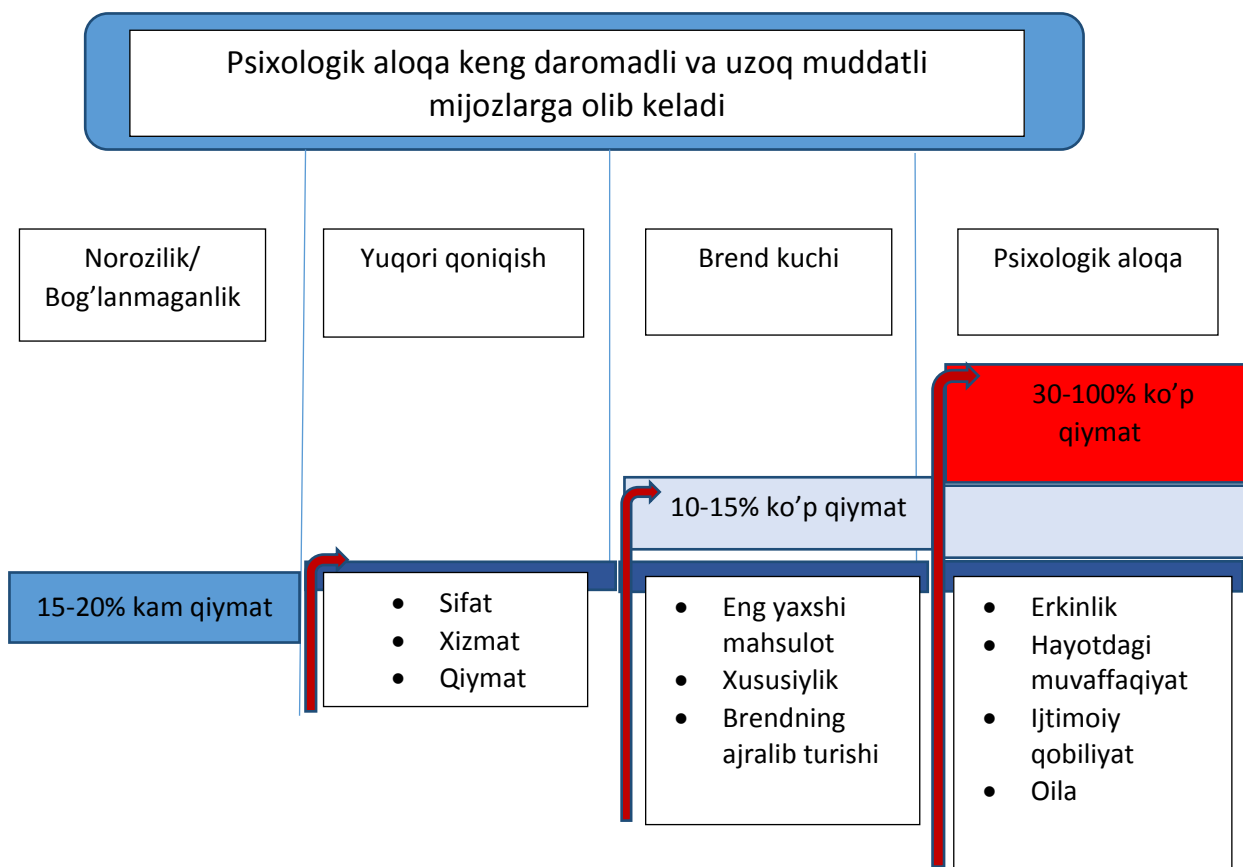 Psixologik aloqa keng daromadli va uzoq muddatli
mijozlarga olib keladi
Norozilik/
Bog’lanmaganlik
Yuqori qoniqish
Brend kuchi
Psixologik aloqa
30-100% ko’p
qiymat
10-15% ko’p qiymat
15-20% kam qiymat
• Sifat
• Xizmat
• Qiymat
• Eng yaxshi
mahsulot
• Xususiylik
• Brendning
ajralib turishi
• Erkinlik
• Hayotdagi
muvaffaqiyat
• Ijtimoiy
qobiliyat
• Oila